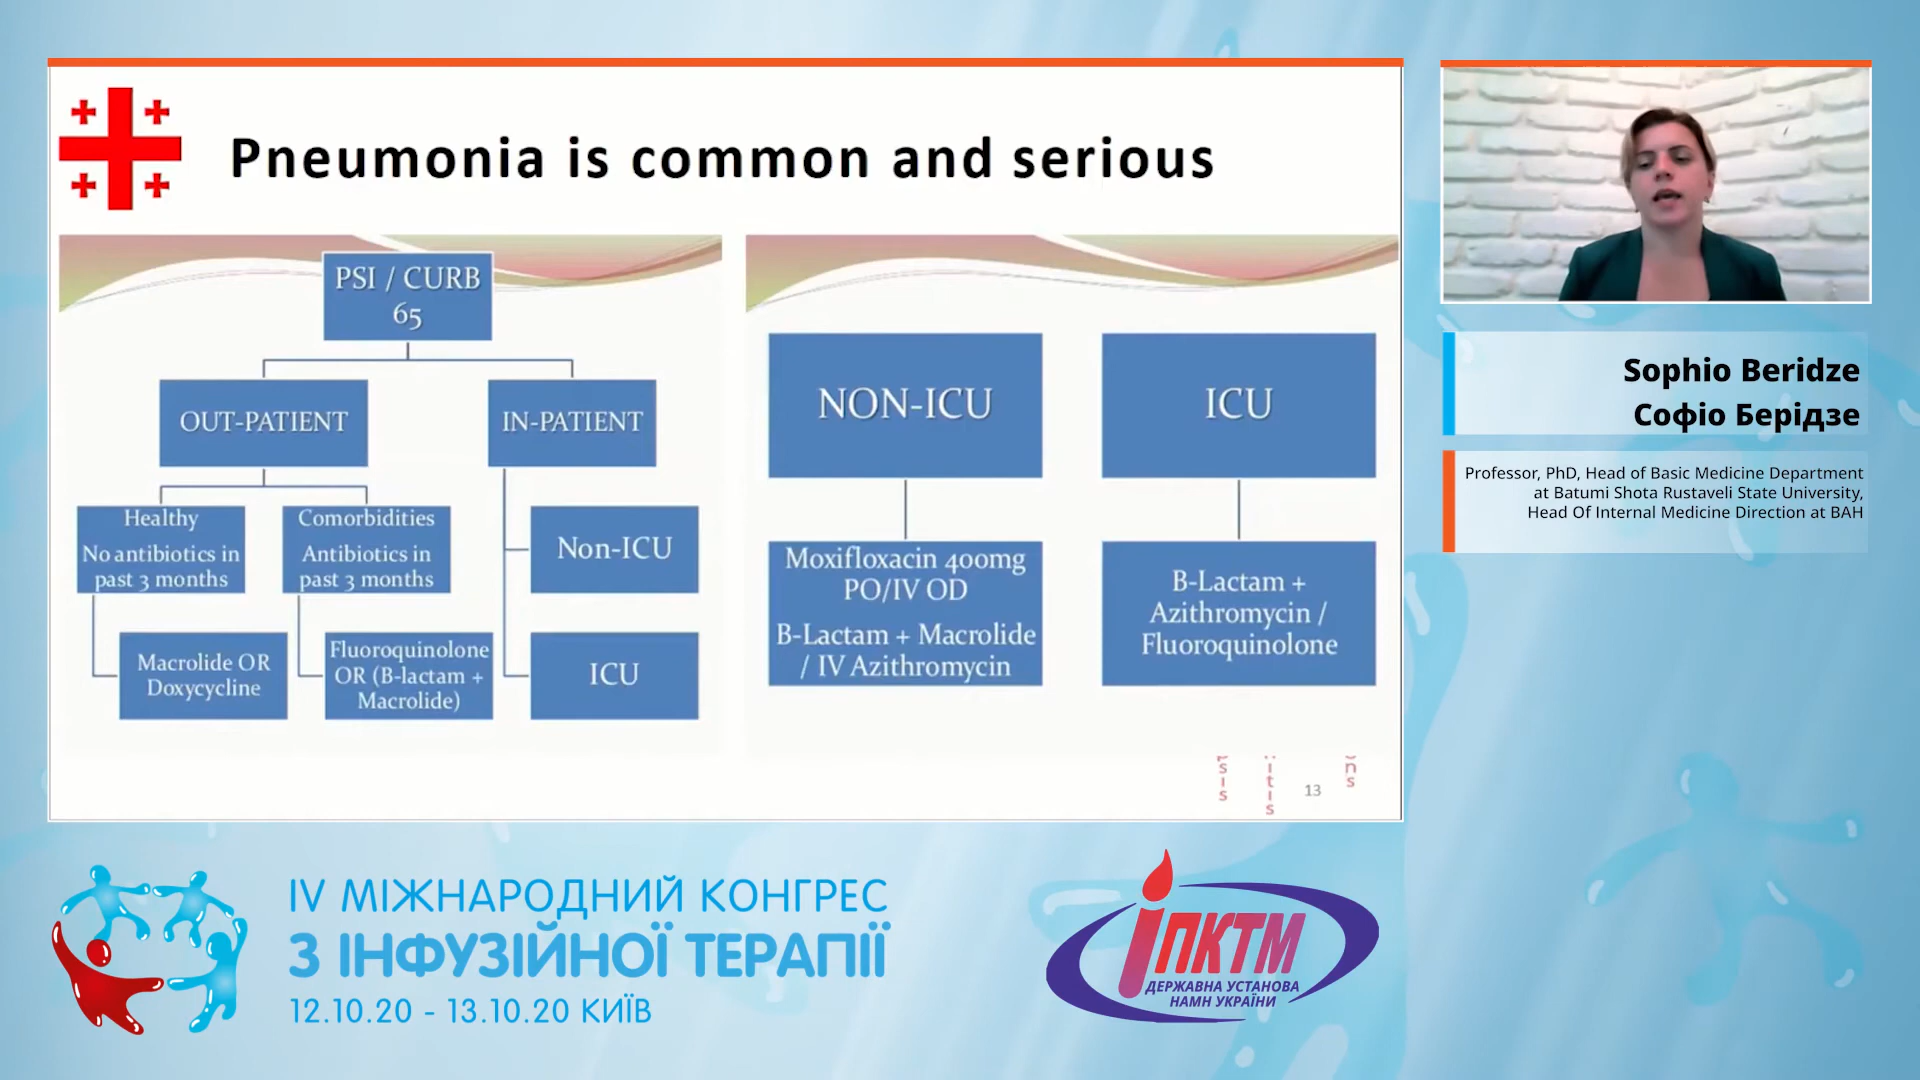 Pneumonia is common and serious
PSI / CURB
65
OUT-PATIENT
IN-PATIENT
Healthy
No antibiotics in
past 3 months
Comorbidities
Antibiotics in
past 3 months
Non-ICU
Macrolide OR
Doxycycline
Fluoroquinolone
OR (B-lactam +
Macrolide)
ICU
NON-ICU
ICU
Moxifloxacin 400mg
PO/IV OD
B-Lactam + Macrolide
/ IV Azithromycin
B-Lactam +
Azithromycin /
Fluoroquinolone
13
Sophio Beridze
Софіо Берідзе
Professor, PhD, Head of Basic Medicine Department
at Batumi Shota Rustaveli State University,
Head Of Internal Medicine Direction at BAH
IV МІЖНАРОДНИЙ КОНГРЕС
З ІНФУЗІЙНОЇ ТЕРАПІЇ
12.10.20 - 13.10.20 КИЇВ
ІПКТМ
ДЕРЖАВНА УСТАНОВА
НАМН УКРАЇНИ